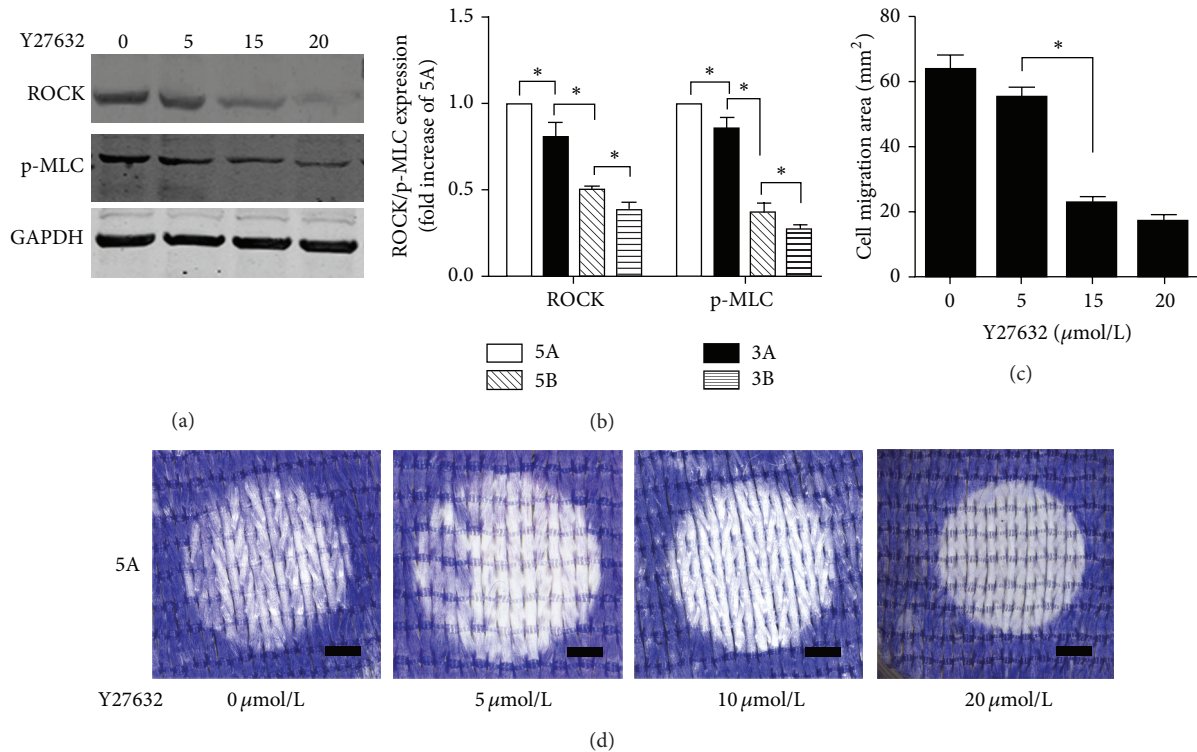 Y27632 0 5 15 20
ROCK
p-MLC
GAPDH
(a)
ROCK/p-MLC expression
(fold increase of 5A)
1.5
1.0
0.5
0.0
* * * * * *
ROCK p-MLC
5A 3A
5B 3B
(b)
Cell migration area (mm²)
80
60
40
20
0
*
0 5 15 20
Y27632 (μmol/L)
(c)
5A
Y27632 0 μmol/L 5 μmol/L 10 μmol/L 20 μmol/L
(d)